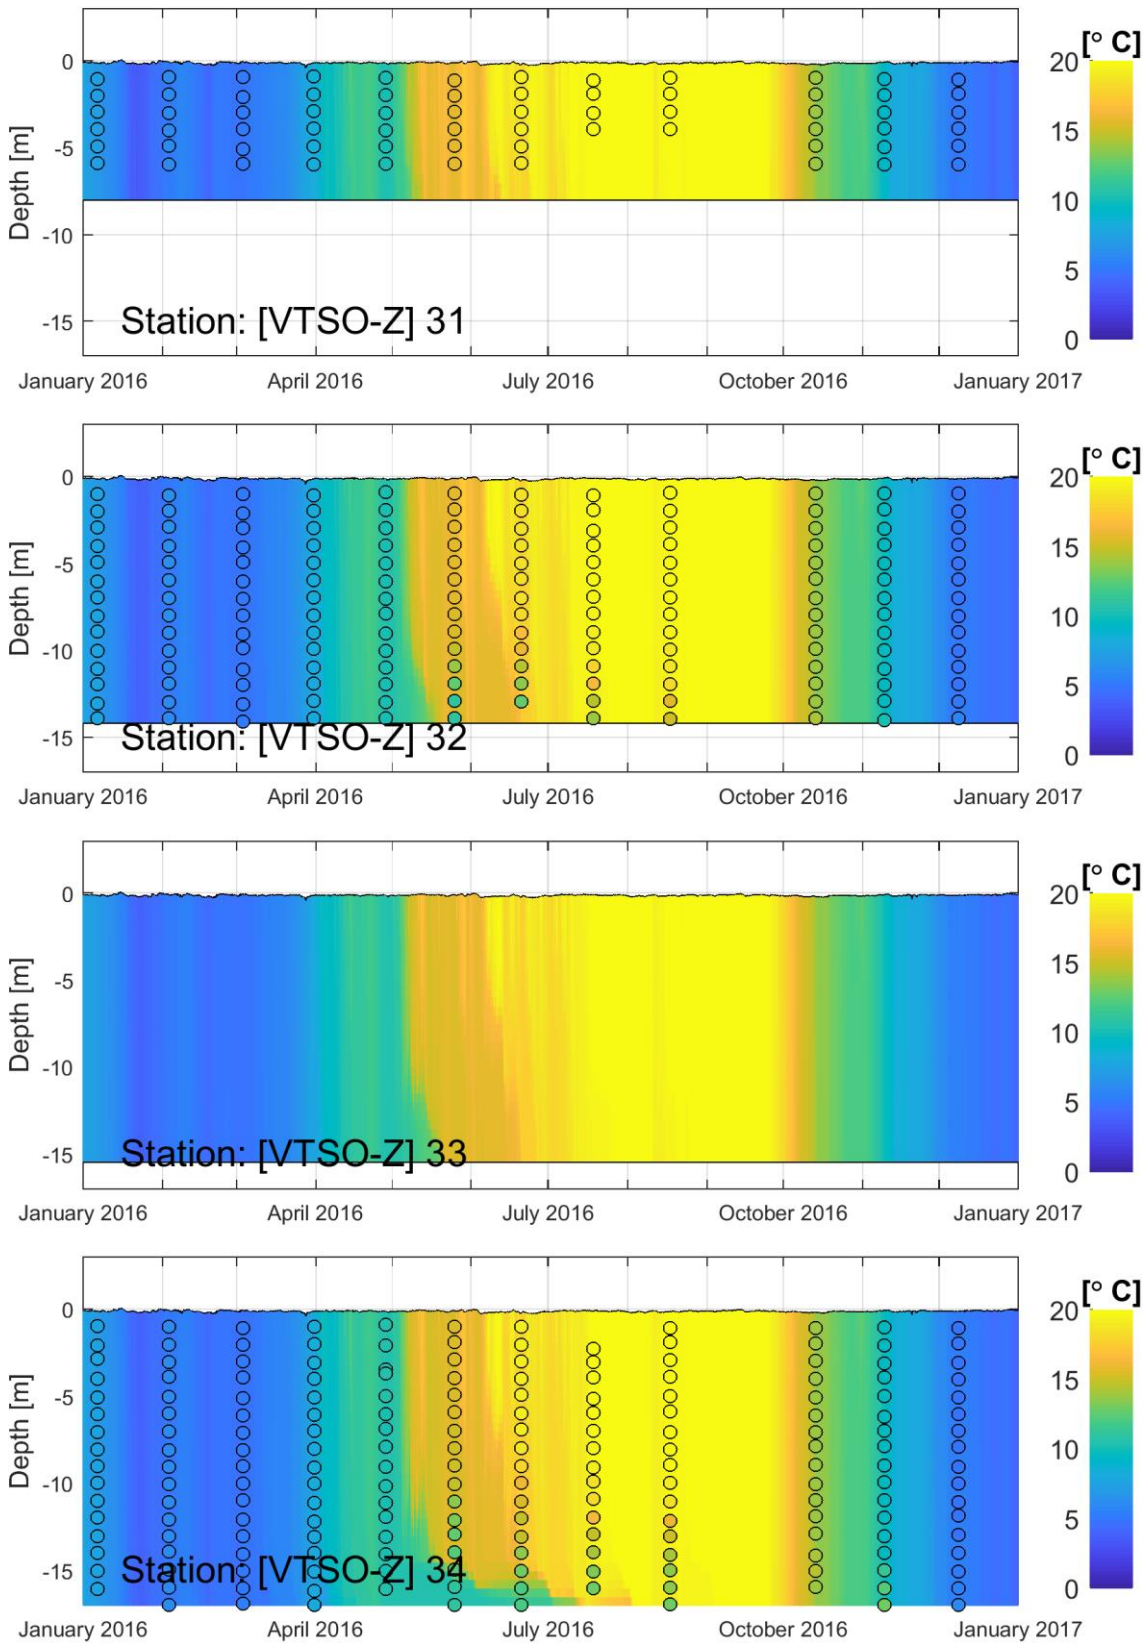 [° C]
0
-5
-10
-15
Depth [m]
Station: [VTSO-Z] 31
20
15
10
5
0
January 2016 April 2016 July 2016 October 2016 January 2017
[° C]
0
-5
-10
-15
Depth [m]
Station: [VTSO-Z] 32
20
15
10
5
0
January 2016 April 2016 July 2016 October 2016 January 2017
[° C]
0
-5
-10
-15
Depth [m]
Station: [VTSO-Z] 33
20
15
10
5
0
January 2016 April 2016 July 2016 October 2016 January 2017
[° C]
0
-5
-10
-15
Depth [m]
Station: [VTSO-Z] 34
20
15
10
5
0
January 2016 April 2016 July 2016 October 2016 January 2017